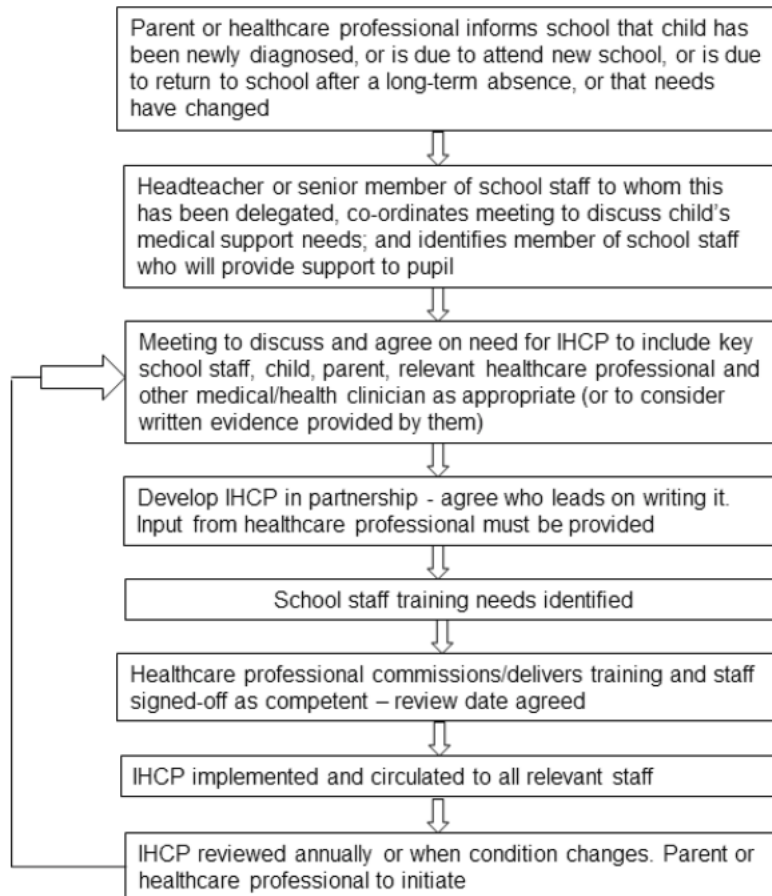 Parent or healthcare professional informs school that child has
been newly diagnosed, or is due to attend new school, or is due
to return to school after a long-term absence, or that needs
have changed
Headteacher or senior member of school staff to whom this
has been delegated, co-ordinates meeting to discuss child's
medical support needs; and identifies member of school staff
who will provide support to pupil
Meeting to discuss and agree on need for IHCP to include key
school staff, child, parent, relevant healthcare professional and
other medical/health clinician as appropriate (or to consider
written evidence provided by them)
Develop IHCP in partnership - agree who leads on writing it.
Input from healthcare professional must be provided
School staff training needs identified
Healthcare professional commissions/delivers training and staff
signed-off as competent – review date agreed
IHCP implemented and circulated to all relevant staff
IHCP reviewed annually or when condition changes. Parent or
healthcare professional to initiate